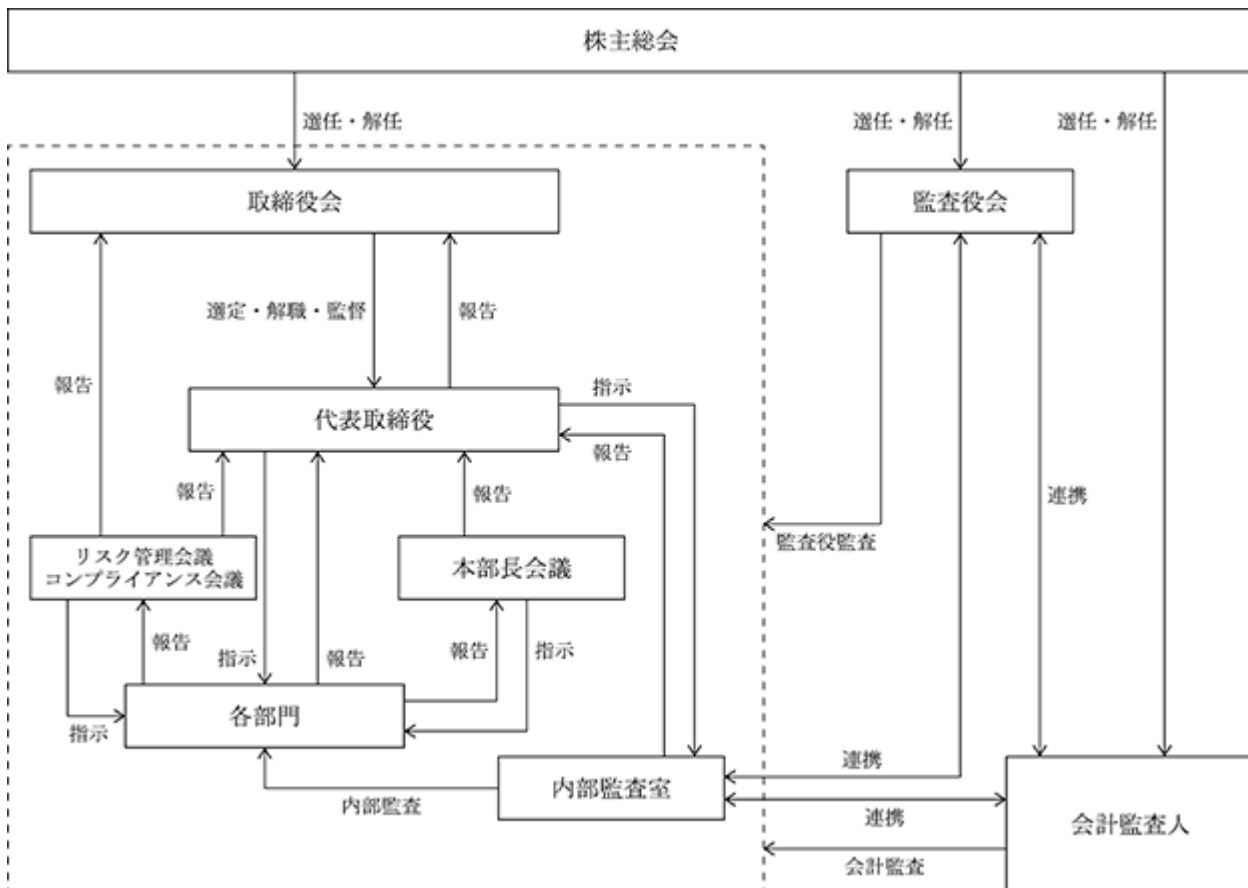 株主総会
選任・解任
選任・解任
選任・解任
取締役会
監査役会
選定・解職・監督
報告
報告
代表取締役
指示
報告
報告
報告
連携
監査役監査
リスク管理会議
コンプライアンス会議
本部長会議
報告
指示
報告
報告
指示
各部門
指示
内部監査
内部監査室
連携
連携
会計監査人
会計監査